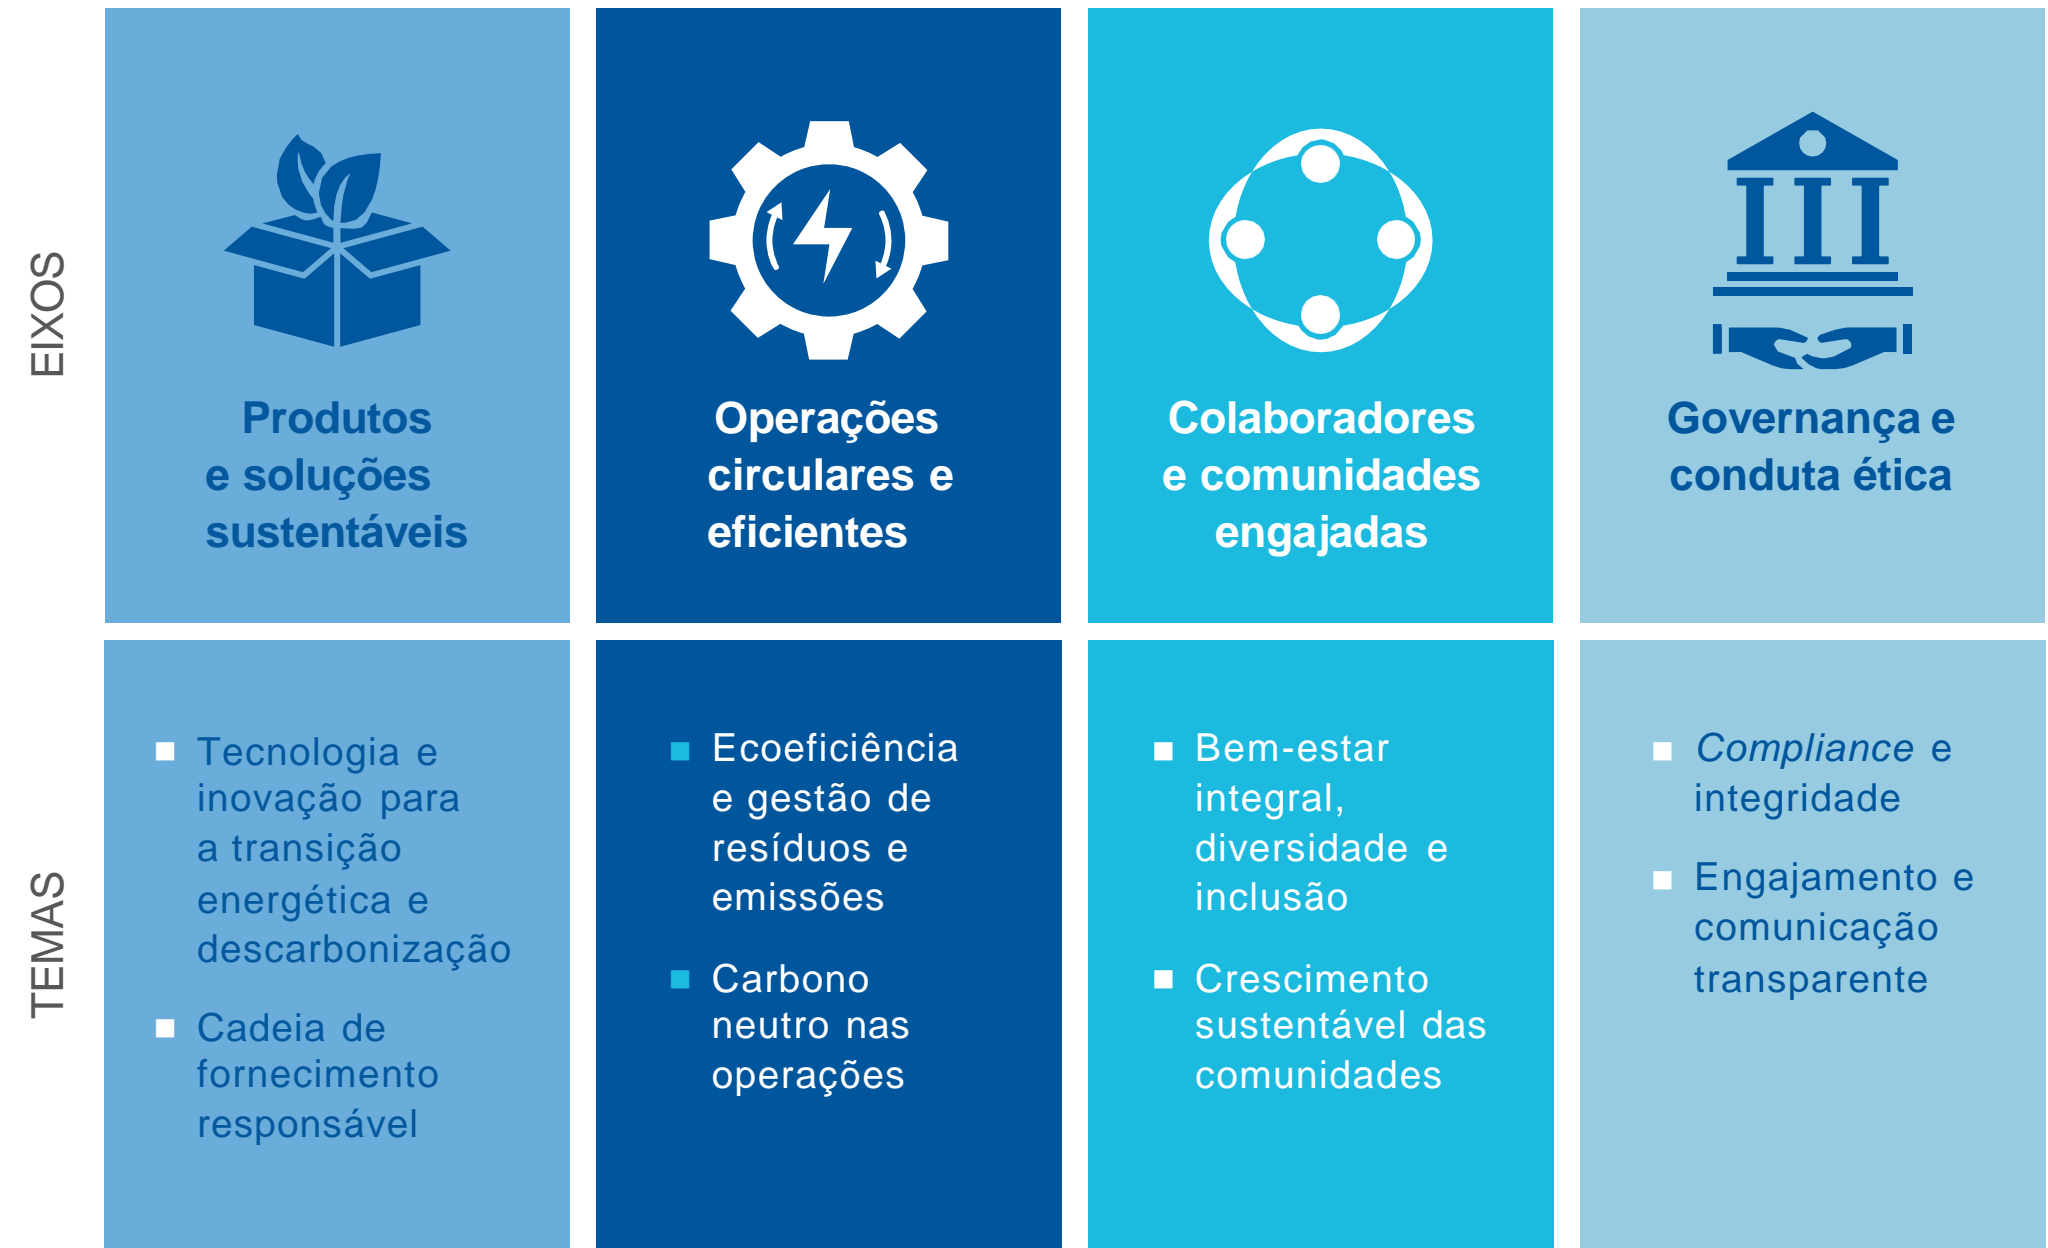 EIXOS
Produtos
e soluções
sustentáveis
Operações
circulares e
eficientes
Colaboradores
e comunidades
engajadas
Governança e
conduta ética
TEMAS
Tecnologia e
inovação para
a transição
energética e
descarbonização
Cadeia de
fornecimento
responsável
Ecoeficiência
e gestão de
resíduos e
emissões
Carbono
neutro nas
operações
Bem-estar
integral,
diversidade e
inclusão
Crescimento
sustentável das
comunidades
Compliance e
integridade
Engajamento e
comunicação
transparente